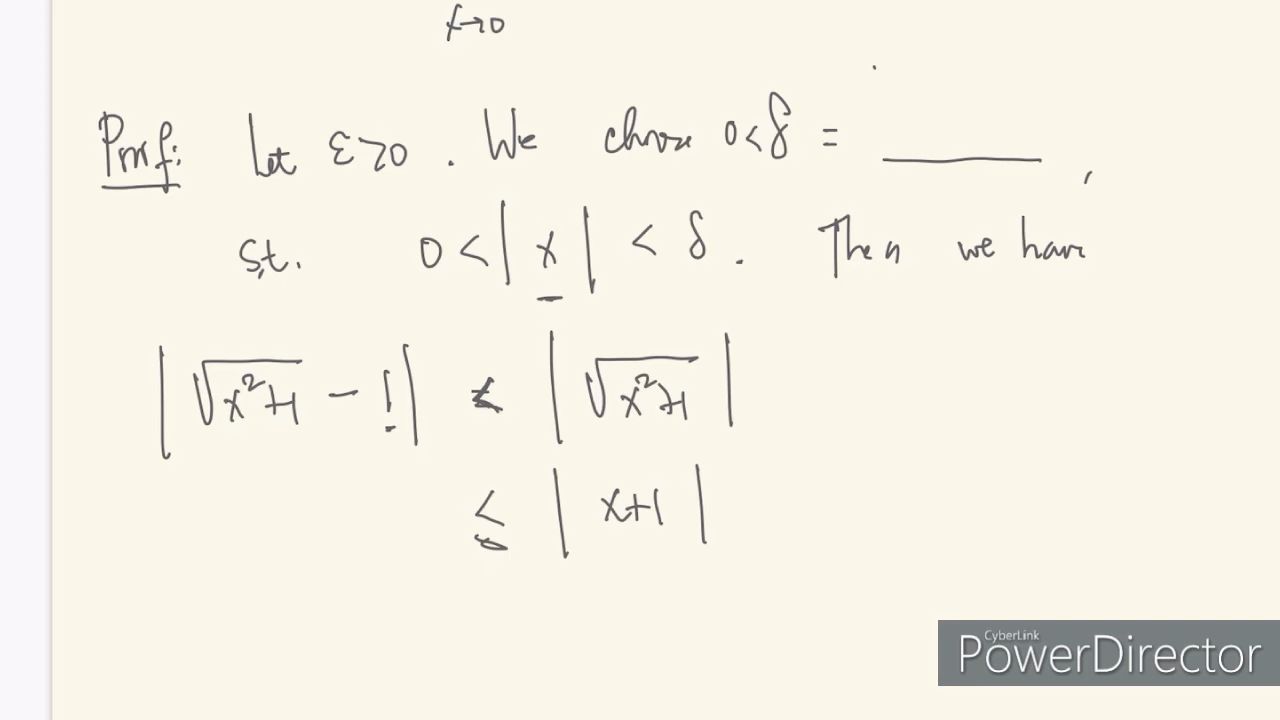 x→0
Proof: Let ε>0. We choose 0<δ = ______,
s.t. 0<|x|<δ. Then we have
|√(x²+1) - 1| < |√(x²+1)|
≤ |x+1|
CyberLink
PowerDirector